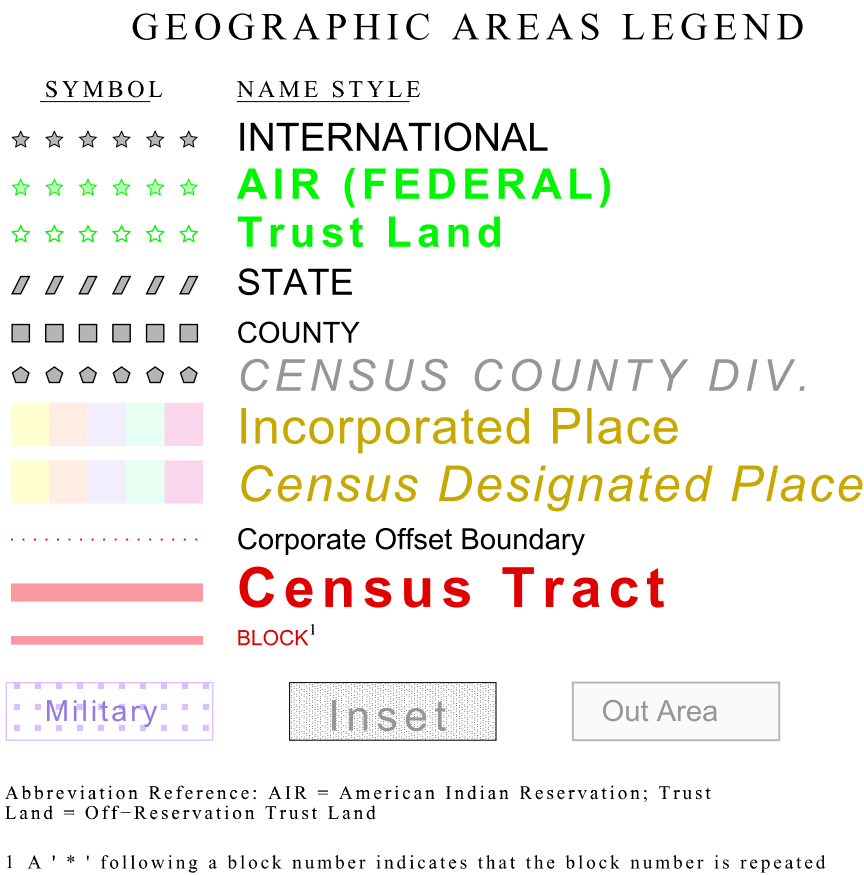 GEOGRAPHIC AREAS LEGEND
SYMBOL NAME STYLE
INTERNATIONAL
AIR (FEDERAL)
Trust Land
STATE
COUNTY
CENSUS COUNTY DIV.
Incorporated Place
Census Designated Place
Corporate Offset Boundary
Census Tract
BLOCK¹
Military Inset Out Area
Abbreviation Reference: AIR = American Indian Reservation; Trust
Land = Off−Reservation Trust Land
1 A ' * ' following a block number indicates that the block number is repeated